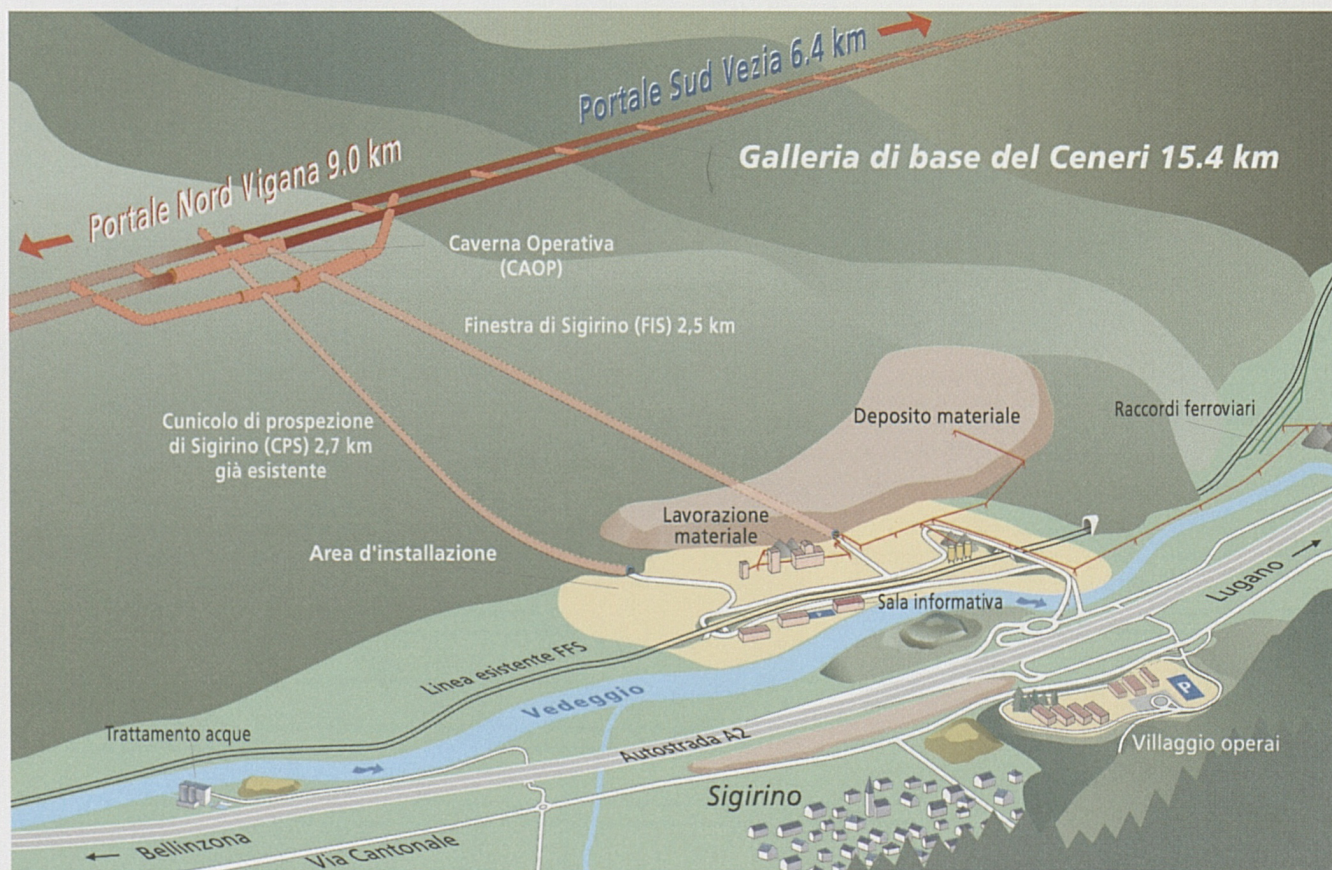 Portale Sud Vezia 6.4 km
Portale Nord Vigana 9.0 km
Galleria di base del Ceneri 15.4 km
Caverna Operativa
(CAOP)
Finestra di Sigirino (FIS) 2,5 km
Cunicolo di prospezione
di Sigirino (CPS) 2,7 km
già esistente
Deposito materiale
Raccordi ferroviari
Lavorazione
materiale
Area d'installazione
Sala informativa
Lugano
Linea esistente FFS
Vedeggio
P
Trattamento acque
Autostrada A2
Villaggio operai
Sigirino
Bellinzona
Via Cantonale